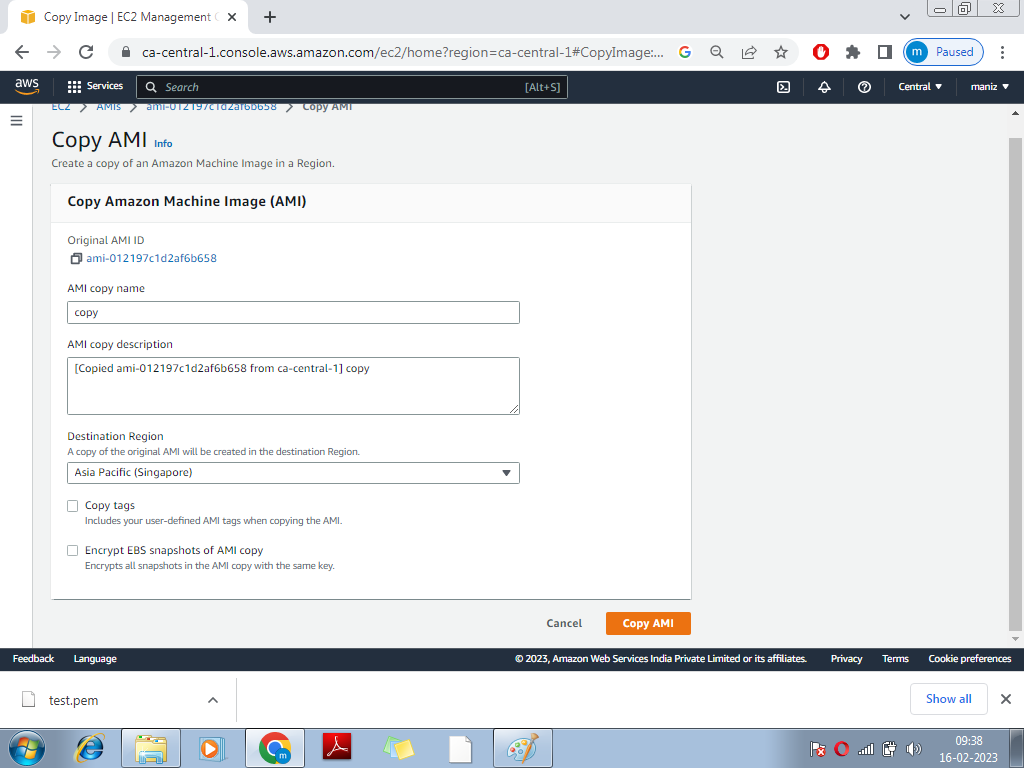 Copy Image | EC2 Management C
ca-central-1.console.aws.amazon.com/ec2/home?region=ca-central-1#CopyImage:...
m Paused
aws
Services
Search [Alt+S]
Central
maniz
EC2 > AMIs > ami-012197c1d2af6b658 > Copy AMI
Copy AMI Info
Create a copy of an Amazon Machine Image in a Region.
Copy Amazon Machine Image (AMI)
Original AMI ID
ami-012197c1d2af6b658
AMI copy name
copy
AMI copy description
[Copied ami-012197c1d2af6b658 from ca-central-1] copy
Destination Region
A copy of the original AMI will be created in the destination Region.
Asia Pacific (Singapore)
Copy tags
Includes your user-defined AMI tags when copying the AMI.
Encrypt EBS snapshots of AMI copy
Encrypts all snapshots in the AMI copy with the same key.
Cancel
Copy AMI
Feedback Language © 2023, Amazon Web Services India Private Limited or its affiliates. Privacy Terms Cookie preferences
test.pem
Show all
m
09:38
16-02-2023